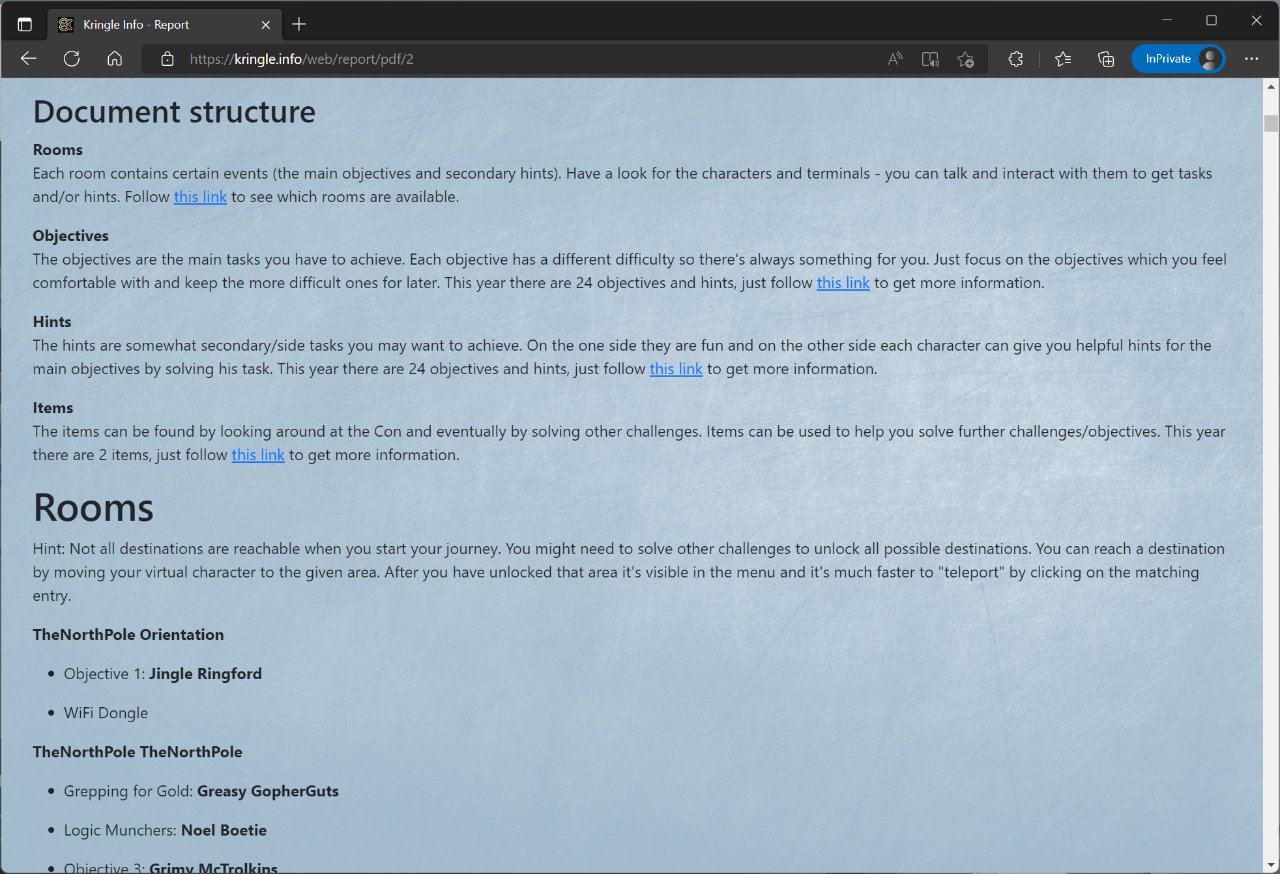 Kringle Info - Report
https://kringle.info/web/report/pdf/2
InPrivate
Document structure
Rooms
Each room contains certain events (the main objectives and secondary hints). Have a look for the characters and terminals - you can talk and interact with them to get tasks
and/or hints. Follow this link to see which rooms are available.
Objectives
The objectives are the main tasks you have to achieve. Each objective has a different difficulty so there's always something for you. Just focus on the objectives which you feel
comfortable with and keep the more difficult ones for later. This year there are 24 objectives and hints, just follow this link to get more information.
Hints
The hints are somewhat secondary/side tasks you may want to achieve. On the one side they are fun and on the other side each character can give you helpful hints for the
main objectives by solving his task. This year there are 24 objectives and hints, just follow this link to get more information.
Items
The items can be found by looking around at the Con and eventually by solving other challenges. Items can be used to help you solve further challenges/objectives. This year
there are 2 items, just follow this link to get more information.
Rooms
Hint: Not all destinations are reachable when you start your journey. You might need to solve other challenges to unlock all possible destinations. You can reach a destination
by moving your virtual character to the given area. After you have unlocked that area it's visible in the menu and it's much faster to "teleport" by clicking on the matching
entry.
TheNorthPole Orientation
• Objective 1: Jingle Ringford
• WiFi Dongle
TheNorthPole TheNorthPole
• Grepping for Gold: Greasy GopherGuts
• Logic Munchers: Noel Boetie
• Objective 3: Grimy McTrolkins